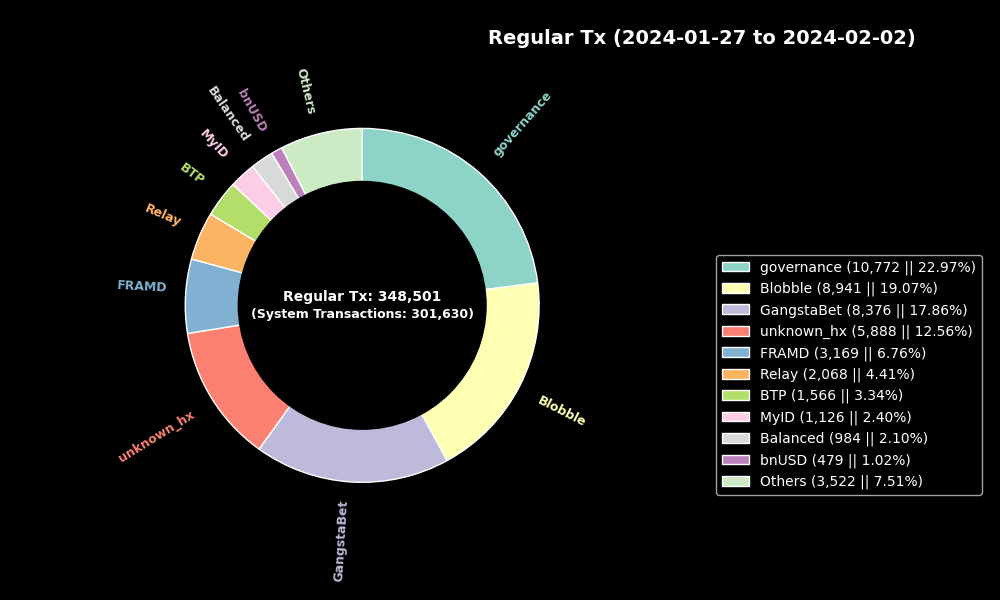 Regular Tx (2024-01-27 to 2024-02-02)
governance
Blobble
GangstaBet
unknown_hx
FRAMD
Relay
BTP
MyID
Balanced
bnUSD
Others
Regular Tx: 348,501
(System Transactions: 301,630)
governance (10,772 || 22.97%)
Blobble (8,941 || 19.07%)
GangstaBet (8,376 || 17.86%)
unknown_hx (5,888 || 12.56%)
FRAMD (3,169 || 6.76%)
Relay (2,068 || 4.41%)
BTP (1,566 || 3.34%)
MyID (1,126 || 2.40%)
Balanced (984 || 2.10%)
bnUSD (479 || 1.02%)
Others (3,522 || 7.51%)